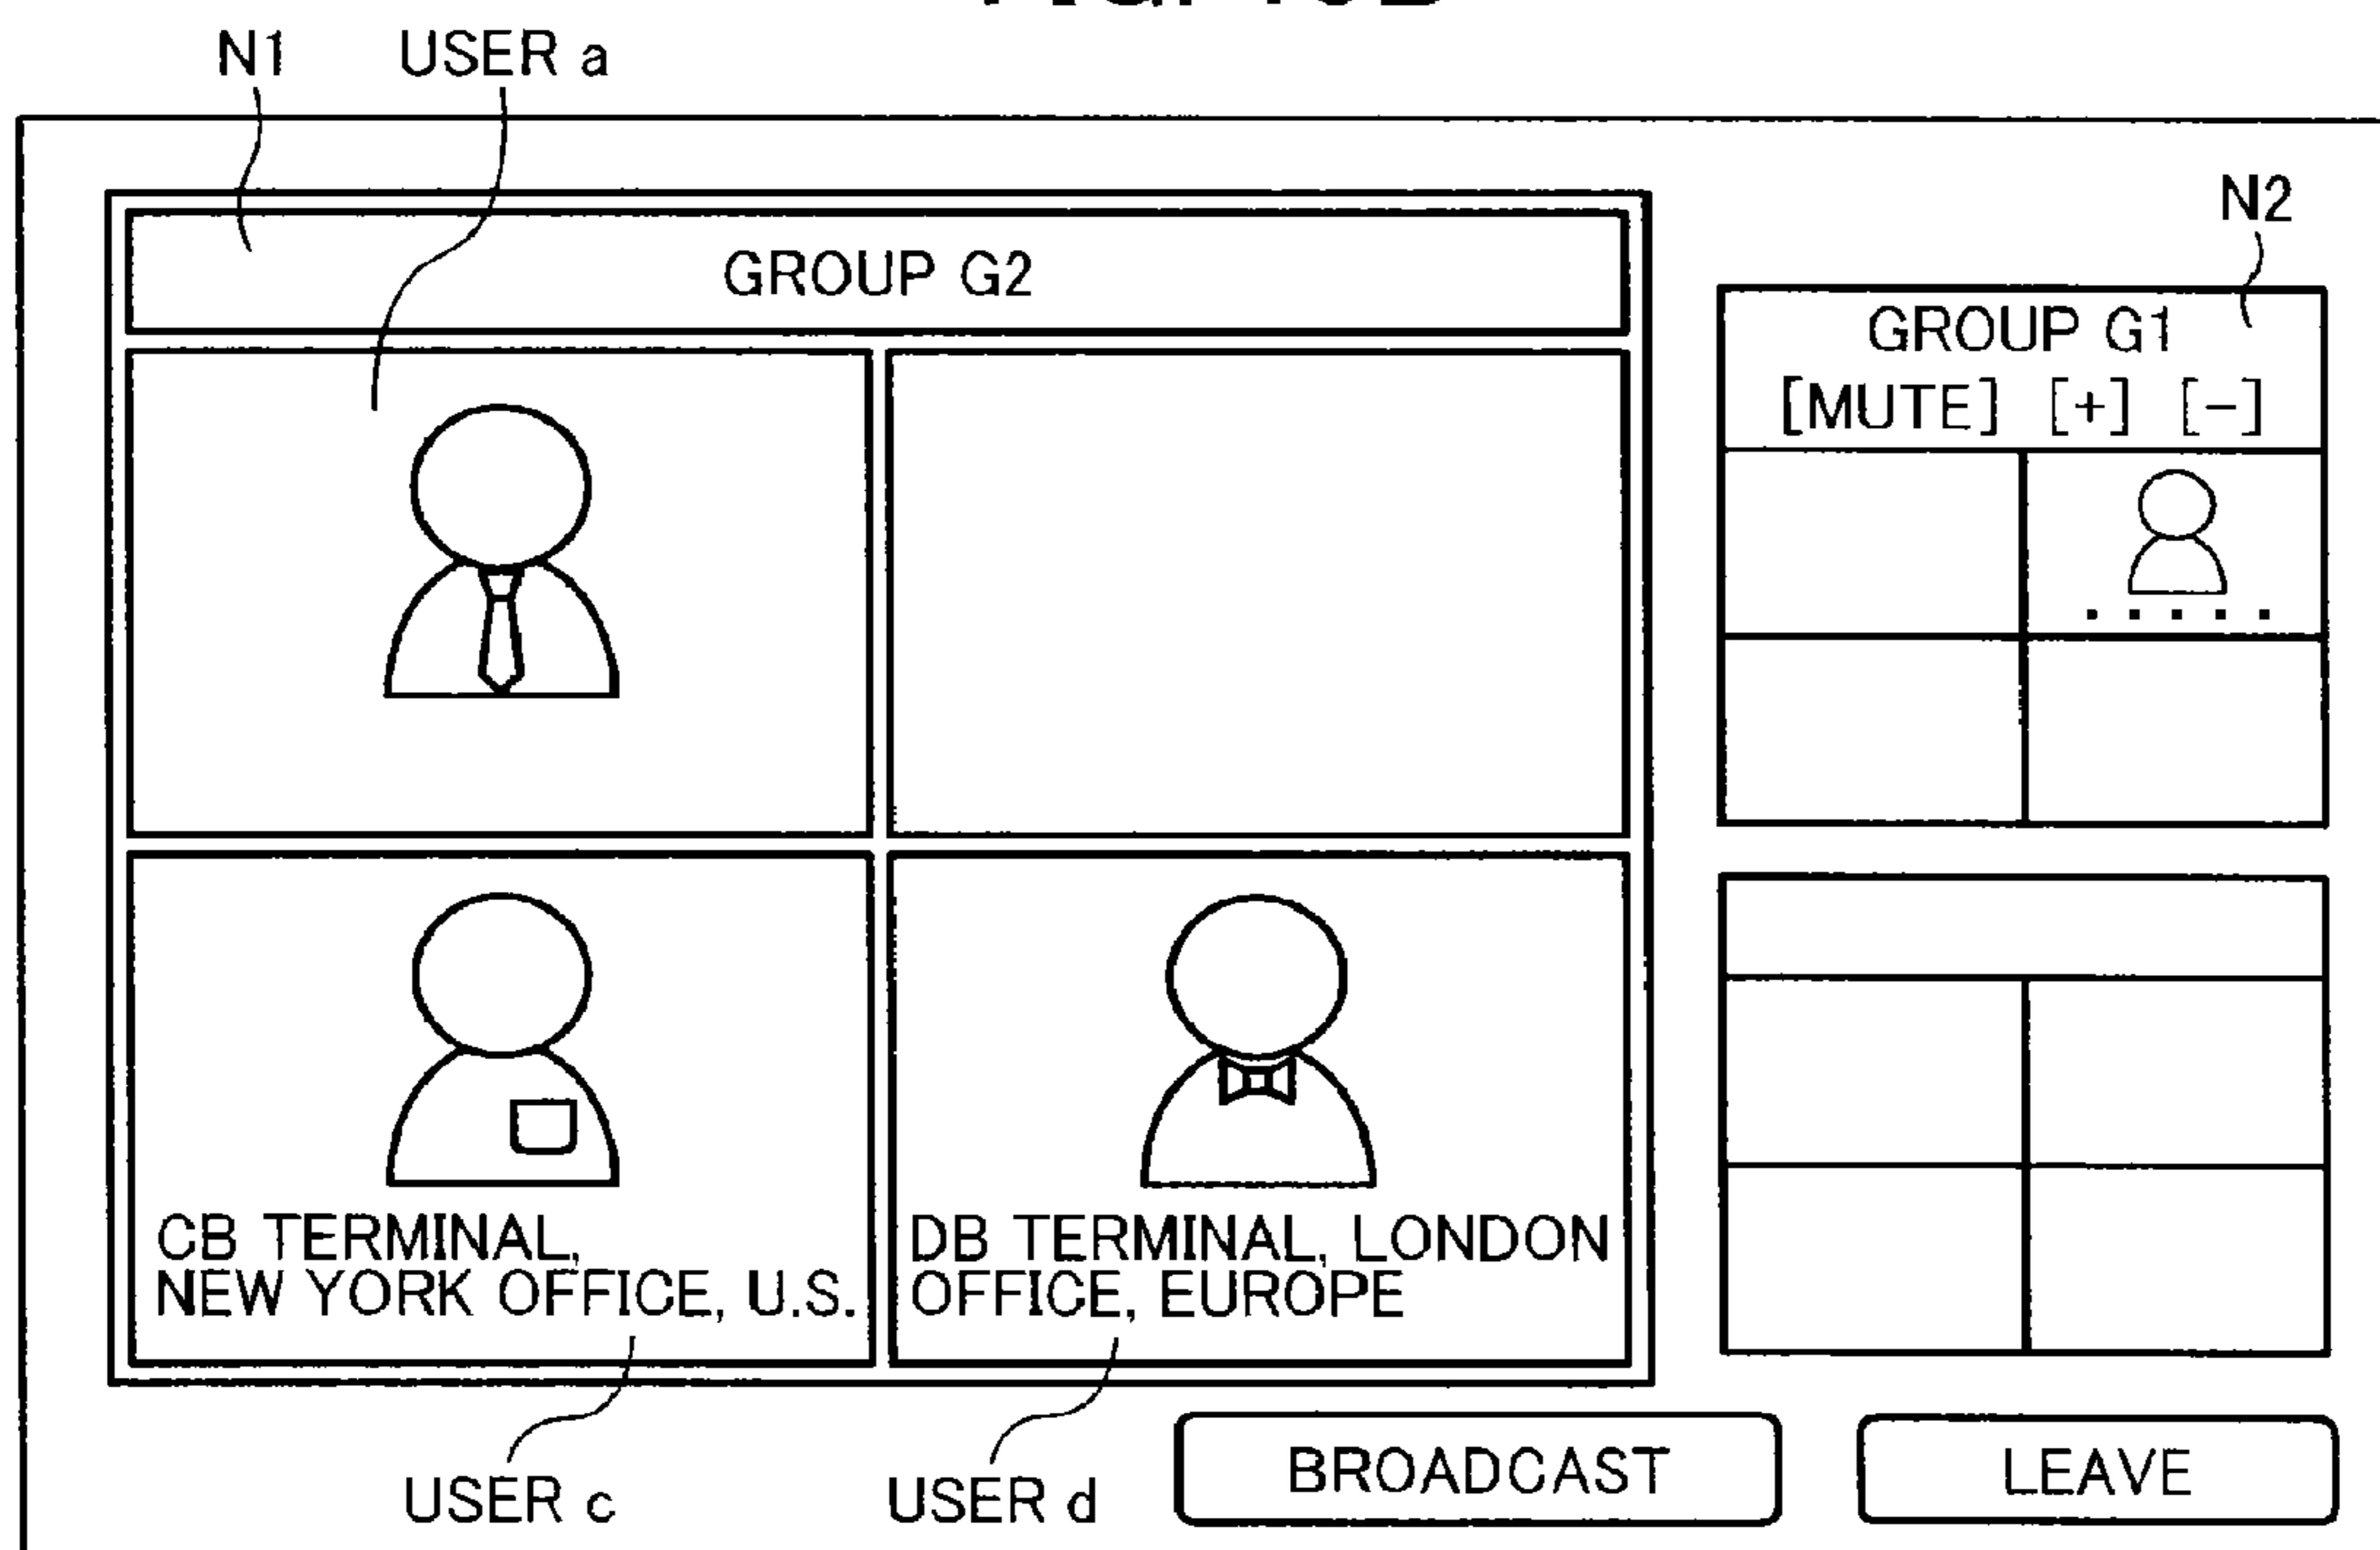 N1
USER a
N2
GROUP G2
GROUP G1
[MUTE] [+] [-]
CB TERMINAL,
NEW YORK OFFICE, U.S.
DB TERMINAL, LONDON
OFFICE, EUROPE
USER c
USER d
BROADCAST
LEAVE